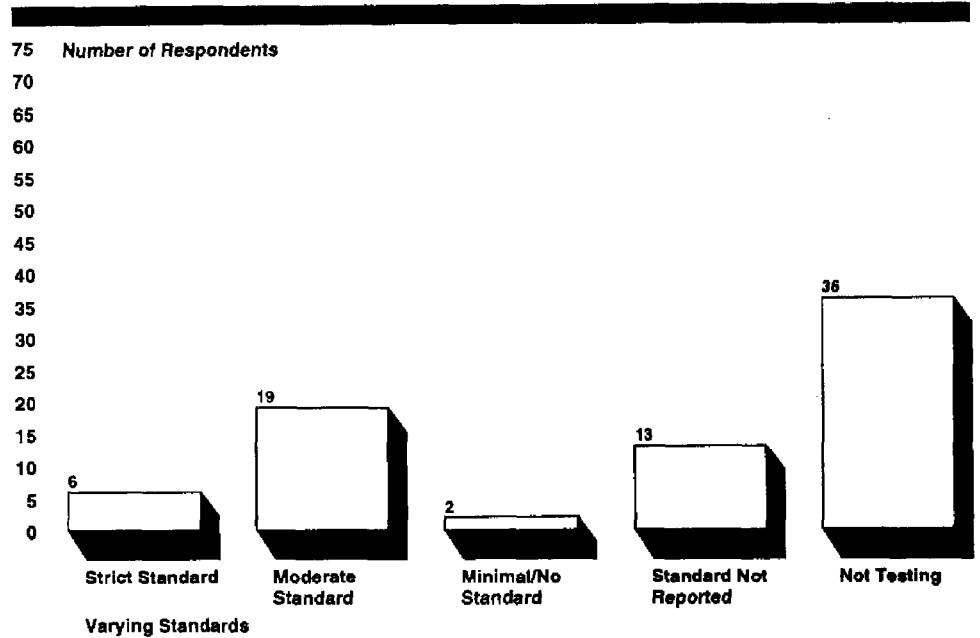 75 Number of Respondents
70
65
60
55
50
45
40
35
30
25
20
15
10
5
0
6
19
2
13
36
Strict Standard
Moderate
Standard
Minimal/No
Standard
Standard Not
Reported
Not Testing
Varying Standards